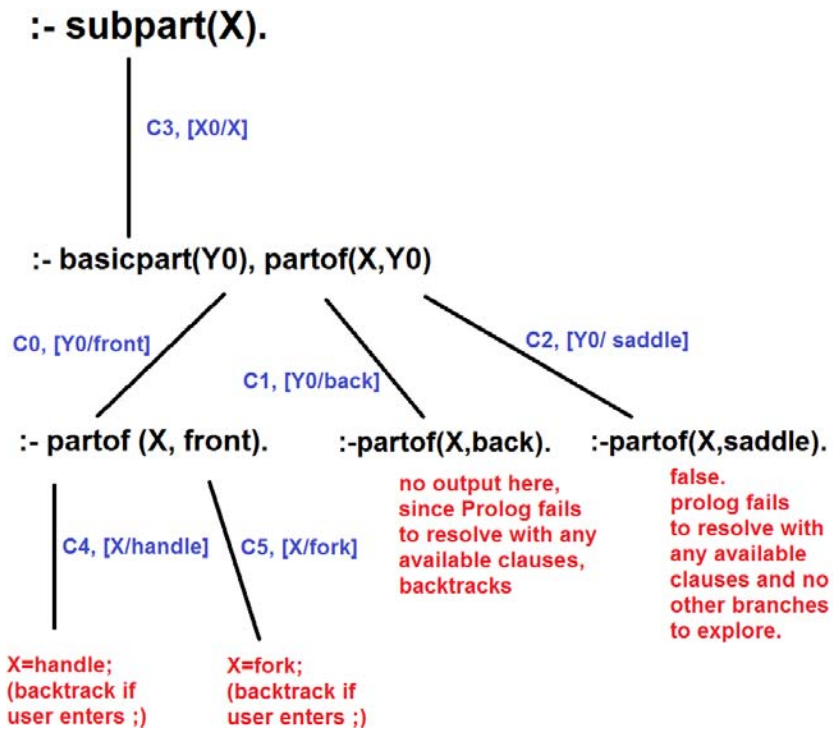 :- subpart(X).
C3, [X0/X]
:- basicpart(Y0), partof(X,Y0)
C0, [Y0/front]
C1, [Y0/back]
C2, [Y0/ saddle]
:- partof (X, front).
:-partof(X,back).
:-partof(X,saddle).
C4, [X/handle]
C5, [X/fork]
no output here,
since Prolog fails
to resolve with any
available clauses,
backtracks
false.
prolog fails
to resolve with
any available
clauses and no
other branches
to explore.
X=handle;
(backtrack if
user enters ;)
X=fork;
(backtrack if
user enters ;)